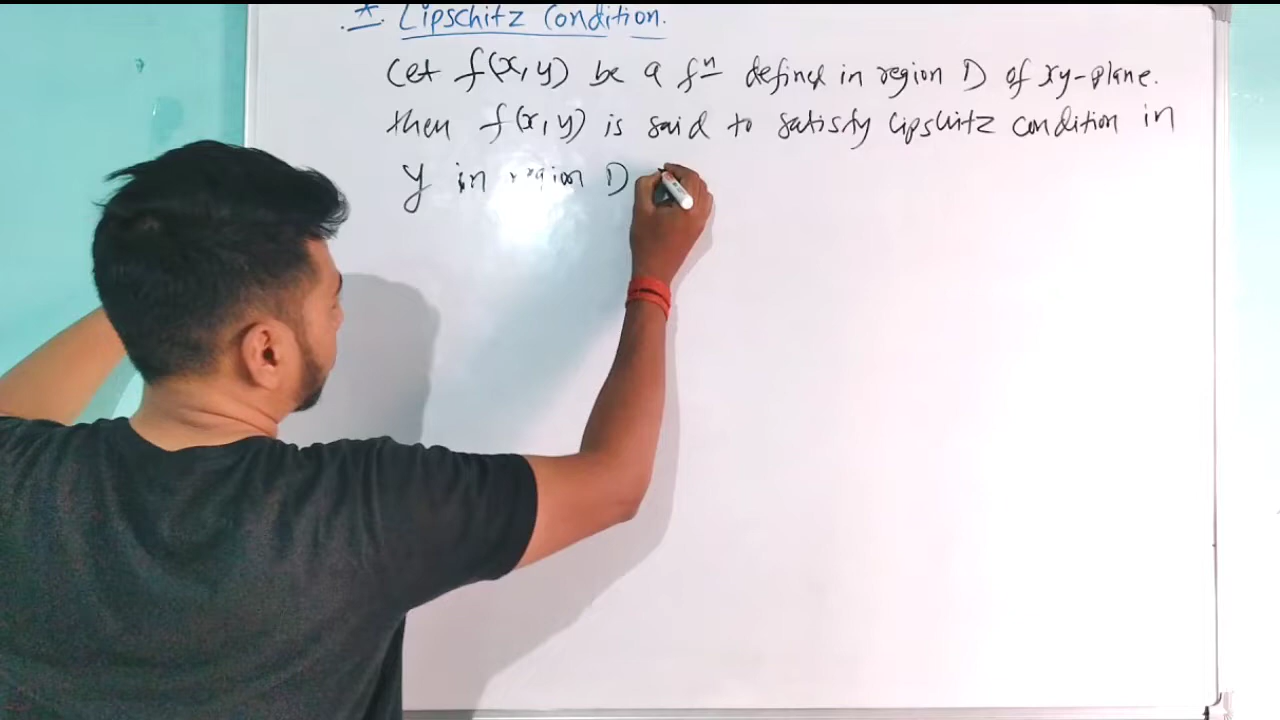 * Lipschitz Condition.
Let f(x,y) be a fⁿ defined in region D of xy-plane.
then f(x,y) is said to satisfy Lipschitz condition in
y in region D